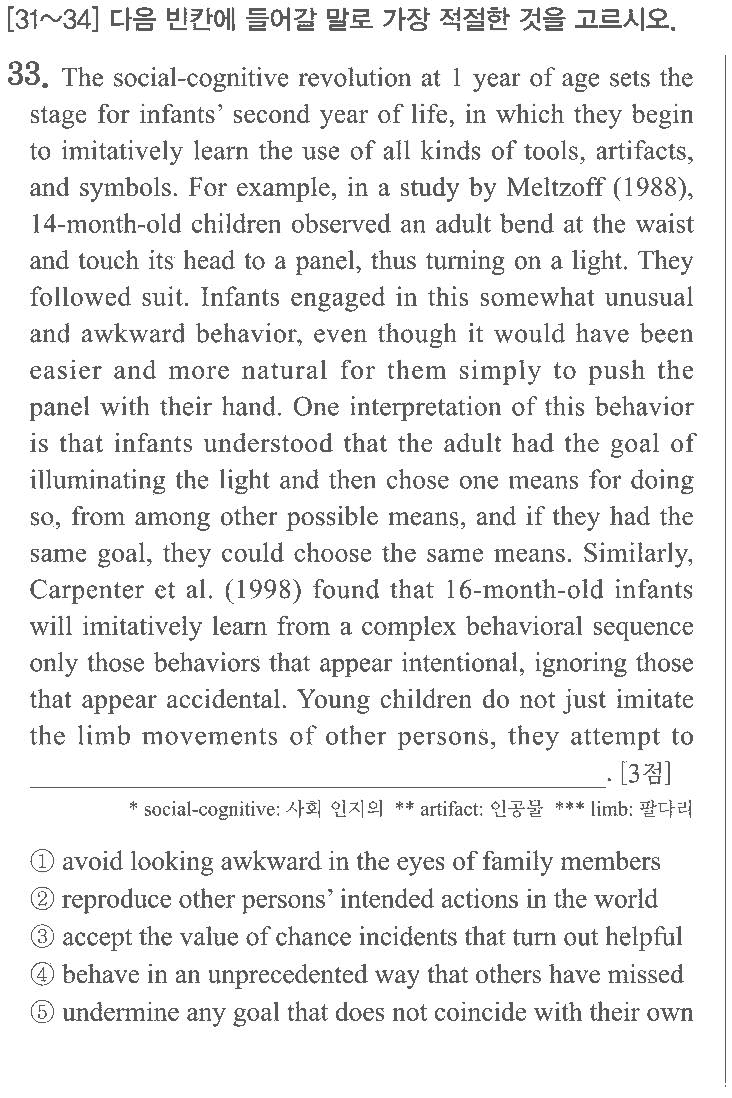 [31~34] 다음 빈칸에 들어갈 말로 가장 적절한 것을 고르시오.
33. The social-cognitive revolution at 1 year of age sets the
stage for infants' second year of life, in which they begin
to imitatively learn the use of all kinds of tools, artifacts,
and symbols. For example, in a study by Meltzoff (1988),
14-month-old children observed an adult bend at the waist
and touch its head to a panel, thus turning on a light. They
followed suit. Infants engaged in this somewhat unusual
and awkward behavior, even though it would have been
easier and more natural for them simply to push the
panel with their hand. One interpretation of this behavior
is that infants understood that the adult had the goal of
illuminating the light and then chose one means for doing
so, from among other possible means, and if they had the
same goal, they could choose the same means. Similarly,
Carpenter et al. (1998) found that 16-month-old infants
will imitatively learn from a complex behavioral sequence
only those behaviors that appear intentional, ignoring those
that appear accidental. Young children do not just imitate
the limb movements of other persons, they attempt to
. [3점]
* social-cognitive: 사회 인지의 ** artifact: 인공물 *** limb: 팔다리
① avoid looking awkward in the eyes of family members
② reproduce other persons' intended actions in the world
③ accept the value of chance incidents that turn out helpful
④ behave in an unprecedented way that others have missed
⑤ undermine any goal that does not coincide with their own